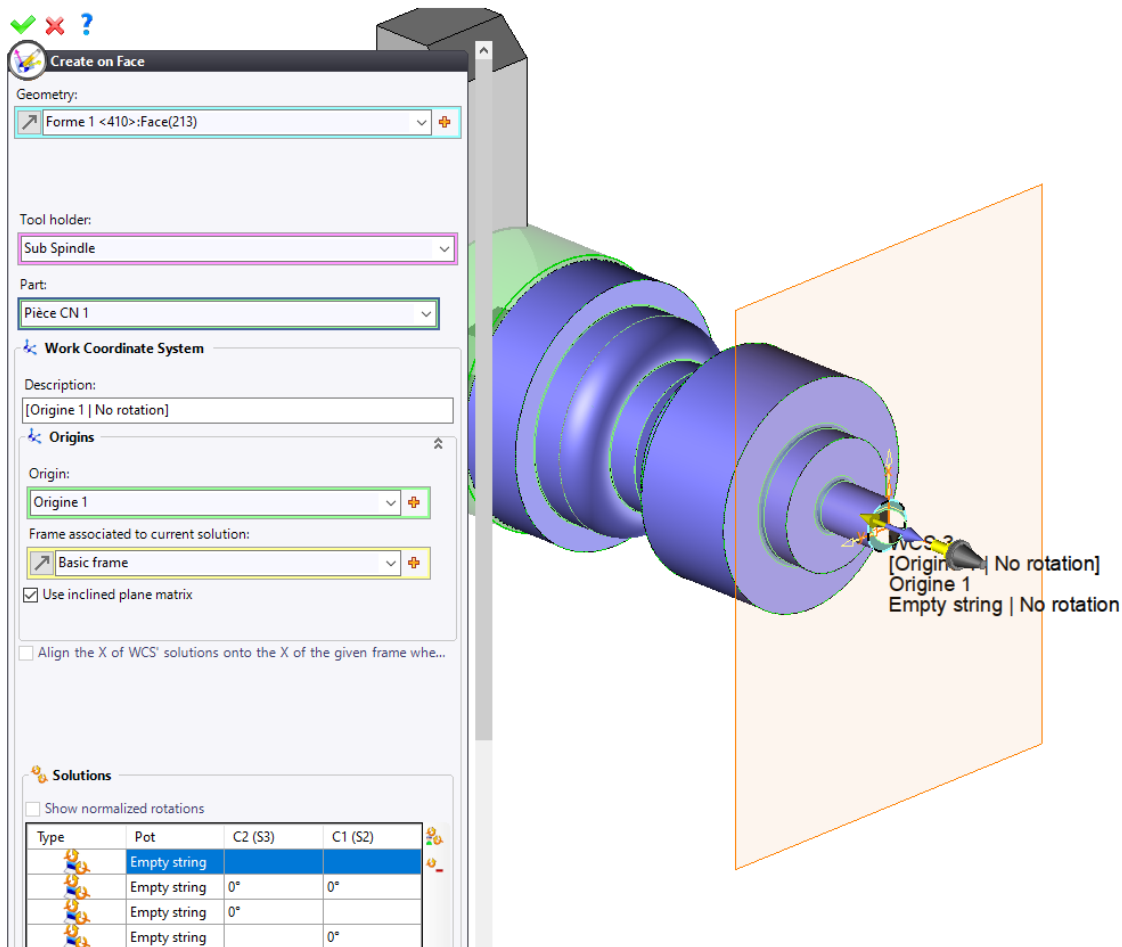 ?
Create on Face
Geometry:
Forme 1 <410>:Face(213)
Tool holder:
Sub Spindle
Part:
Pièce CN 1
Work Coordinate System
Description:
[Origine 1 | No rotation]
Origins
Origin:
Origine 1
Frame associated to current solution:
Basic frame
Use inclined plane matrix
Align the X of WCS' solutions onto the X of the given frame whe...
Solutions
Show normalized rotations
Type Pot C2 (S3) C1 (S2)
Empty string
Empty string 0° 0°
Empty string 0°
Empty string 0°
| No rotation]
Origine 1
Empty string | No rotation